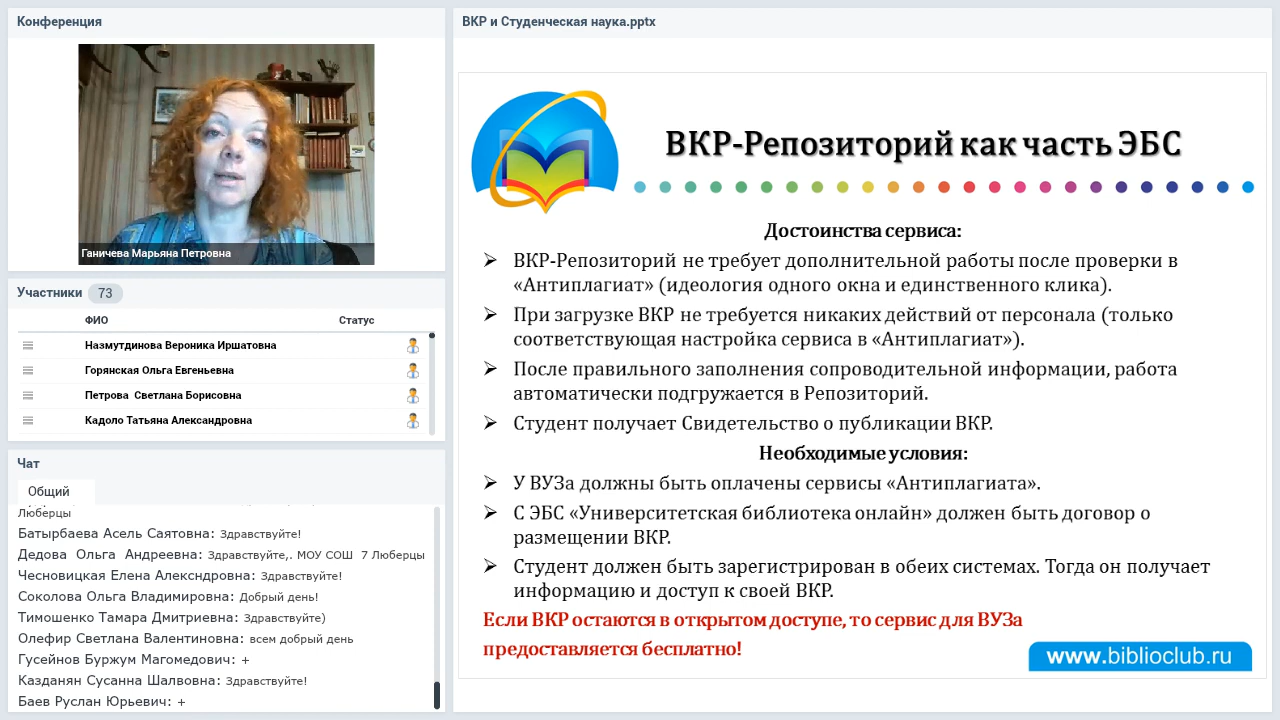 Конференция
Ганичева Марьяна Петровна
Участники 73
ФИО Статус
Назмутдинова Вероника Иршатовна
Горянская Ольга Евгеньевна
Петрова Светлана Борисовна
Кадоло Татьяна Александровна
Чат
Общий
Люберцы
Батырбаева Асель Саятовна: Здравствуйте!
Дедова Ольга Андреевна: Здравствуйте,. МОУ СОШ 7 Люберцы
Чесновицкая Елена Алексндровна: Здравствуйте!
Соколова Ольга Владимировна: Добрый день!
Тимошенко Тамара Дмитриевна: Здравствуйте)
Олефир Светлана Валентиновна: всем добрый день
Гусейнов Буржум Магомедович: +
Казданян Сусанна Шалвовна: Здравствуйте!
Баев Руслан Юрьевич: +
ВКР и Студенческая наука.pptx
ВКР-Репозиторий как часть ЭБС
Достоинства сервиса:
ВКР-Репозиторий не требует дополнительной работы после проверки в
«Антиплагиат» (идеология одного окна и единственного клика).
При загрузке ВКР не требуется никаких действий от персонала (только
соответствующая настройка сервиса в «Антиплагиат»).
После правильного заполнения сопроводительной информации, работа
автоматически подгружается в Репозиторий.
Студент получает Свидетельство о публикации ВКР.
Необходимые условия:
У ВУЗа должны быть оплачены сервисы «Антиплагиата».
С ЭБС «Университетская библиотека онлайн» должен быть договор о
размещении ВКР.
Студент должен быть зарегистрирован в обеих системах. Тогда он получает
информацию и доступ к своей ВКР.
Если ВКР остаются в открытом доступе, то сервис для ВУЗа
предоставляется бесплатно!
www.biblioclub.ru